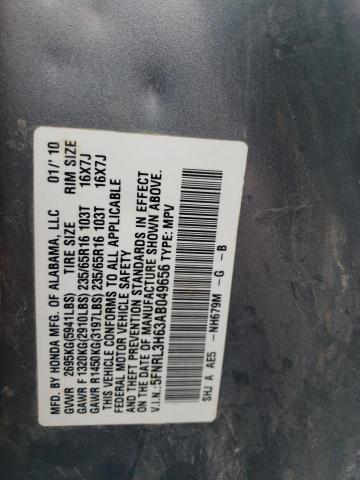 MFD. BY HONDA MFG. OF ALABAMA, LLC 01/'10
GVWR 2695KG(5941LBS) TIRE SIZE RIM SIZE
GAWR F 1320KG(2910LBS) 235/65R16 103T 16X7J
GAWR R 1450KG(3197LBS) 235/65R16 103T 16X7J
THIS VEHICLE CONFORMS TO ALL APPLICABLE
FEDERAL MOTOR VEHICLE SAFETY
AND THEFT PREVENTION STANDARDS IN EFFECT
ON THE DATE OF MANUFACTURE SHOWN ABOVE.
V.I.N.:5FNRL3H63AB049656 TYPE: MPV
SHJ A AE5 -NH679M -G -B